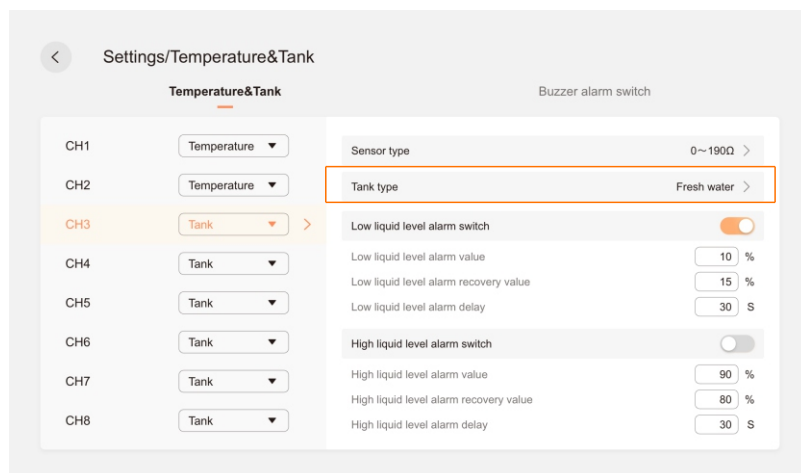 Settings/Temperature&Tank
Temperature&Tank
Buzzer alarm switch
CH1 Temperature
CH2 Temperature
CH3 Tank
CH4 Tank
CH5 Tank
CH6 Tank
CH7 Tank
CH8 Tank
Sensor type 0~190Ω
Tank type Fresh water
Low liquid level alarm switch
Low liquid level alarm value 10 %
Low liquid level alarm recovery value 15 %
Low liquid level alarm delay 30 S
High liquid level alarm switch
High liquid level alarm value 90 %
High liquid level alarm recovery value 80 %
High liquid level alarm delay 30 S